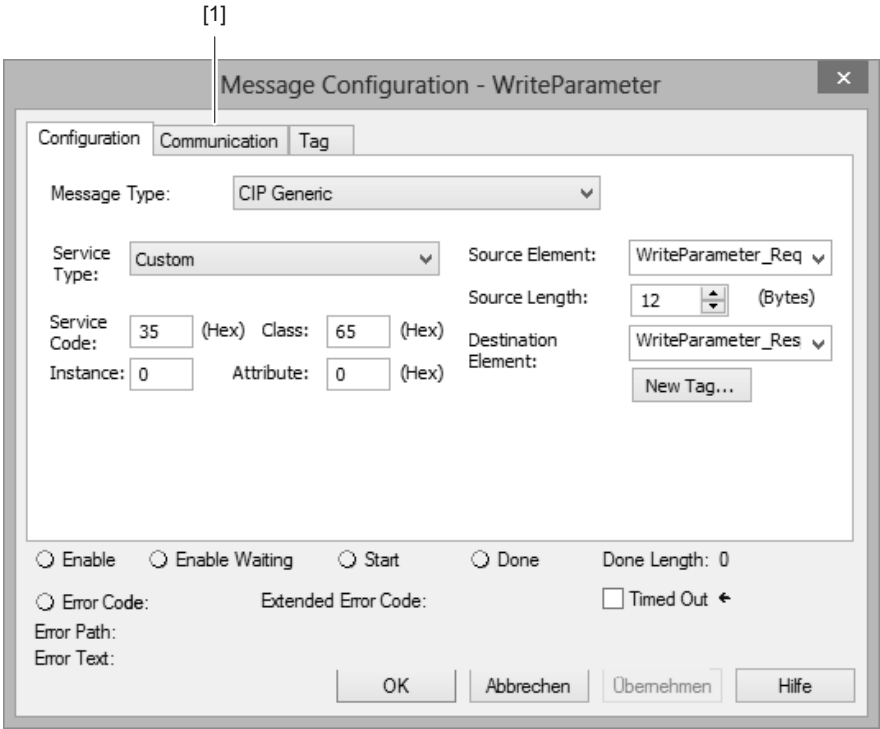 [1]
Message Configuration - WriteParameter
Configuration Communication Tag
Message Type: CIP Generic
Service Type: Custom
Source Element: WriteParameter_Req
Source Length: 12 (Bytes)
Service Code: 35 (Hex) Class: 65 (Hex)
Destination Element: WriteParameter_Res
Instance: 0 Attribute: 0 (Hex)
New Tag...
Enable Enable Waiting Start Done Done Length: 0
Error Code: Extended Error Code: Timed Out
Error Path:
Error Text:
OK Abbrechen Übernehmen Hilfe